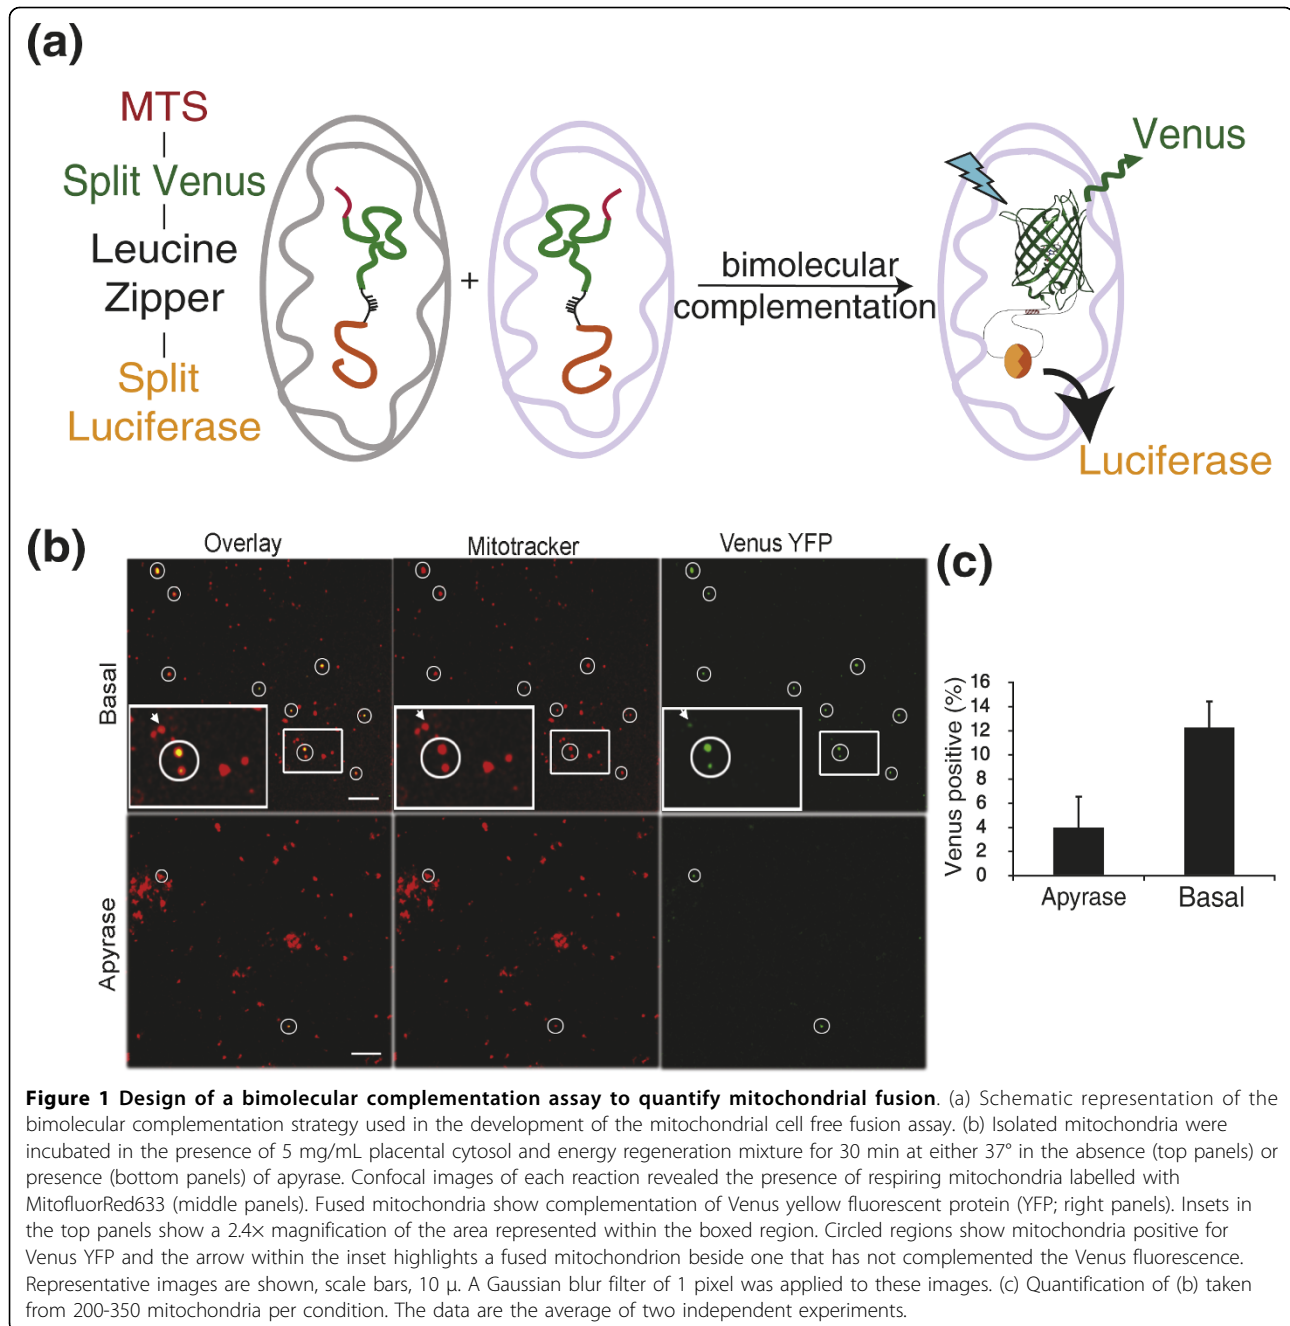 (a)
MTS
Split Venus
Leucine
Zipper
Split
Luciferase
+
bimolecular
complementation
Venus
Luciferase
(b)
Overlay
Mitotracker
Venus YFP
Basal
Apyrase
(c)
Venus positive (%)
16
14
12
10
8
6
4
2
0
Apyrase
Basal
Figure 1 Design of a bimolecular complementation assay to quantify mitochondrial fusion. (a) Schematic representation of the
bimolecular complementation strategy used in the development of the mitochondrial cell free fusion assay. (b) Isolated mitochondria were
incubated in the presence of 5 mg/mL placental cytosol and energy regeneration mixture for 30 min at either 37° in the absence (top panels) or
presence (bottom panels) of apyrase. Confocal images of each reaction revealed the presence of respiring mitochondria labelled with
MitofluorRed633 (middle panels). Fused mitochondria show complementation of Venus yellow fluorescent protein (YFP; right panels). Insets in
the top panels show a 2.4× magnification of the area represented within the boxed region. Circled regions show mitochondria positive for
Venus YFP and the arrow within the inset highlights a fused mitochondrion beside one that has not complemented the Venus fluorescence.
Representative images are shown, scale bars, 10 μ. A Gaussian blur filter of 1 pixel was applied to these images. (c) Quantification of (b) taken
from 200-350 mitochondria per condition. The data are the average of two independent experiments.